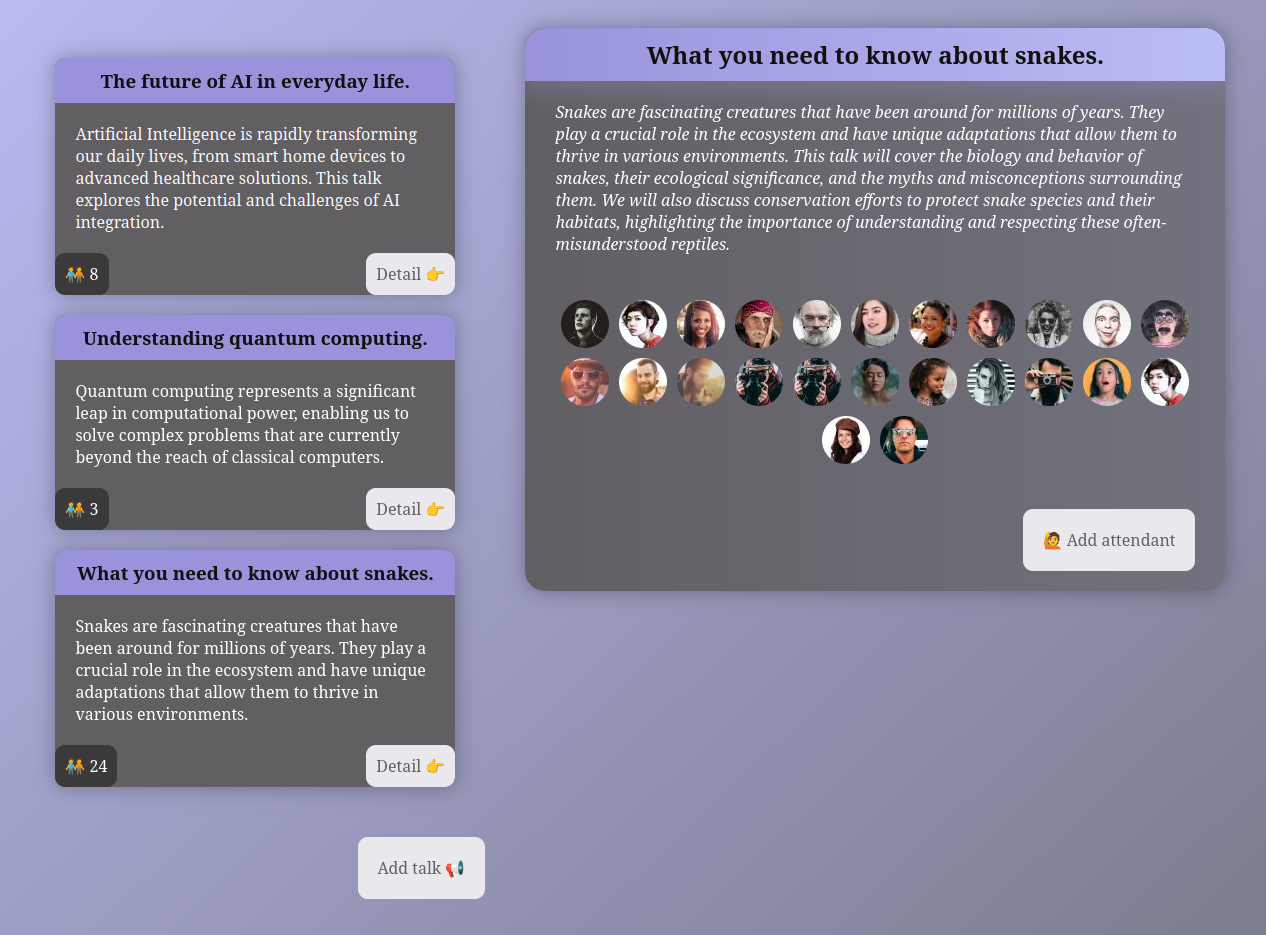 The future of AI in everyday life.
Artificial Intelligence is rapidly transforming
our daily lives, from smart home devices to
advanced healthcare solutions. This talk
explores the potential and challenges of AI
integration.
8
Detail 👉
Understanding quantum computing.
Quantum computing represents a significant
leap in computational power, enabling us to
solve complex problems that are currently
beyond the reach of classical computers.
3
Detail 👉
What you need to know about snakes.
Snakes are fascinating creatures that have
been around for millions of years. They play a
crucial role in the ecosystem and have unique
adaptations that allow them to thrive in
various environments.
24
Detail 👉
Add talk 📢
What you need to know about snakes.
Snakes are fascinating creatures that have been around for millions of years. They
play a crucial role in the ecosystem and have unique adaptations that allow them to
thrive in various environments. This talk will cover the biology and behavior of
snakes, their ecological significance, and the myths and misconceptions surrounding
them. We will also discuss conservation efforts to protect snake species and their
habitats, highlighting the importance of understanding and respecting these often-
misunderstood reptiles.
🙋 Add attendant